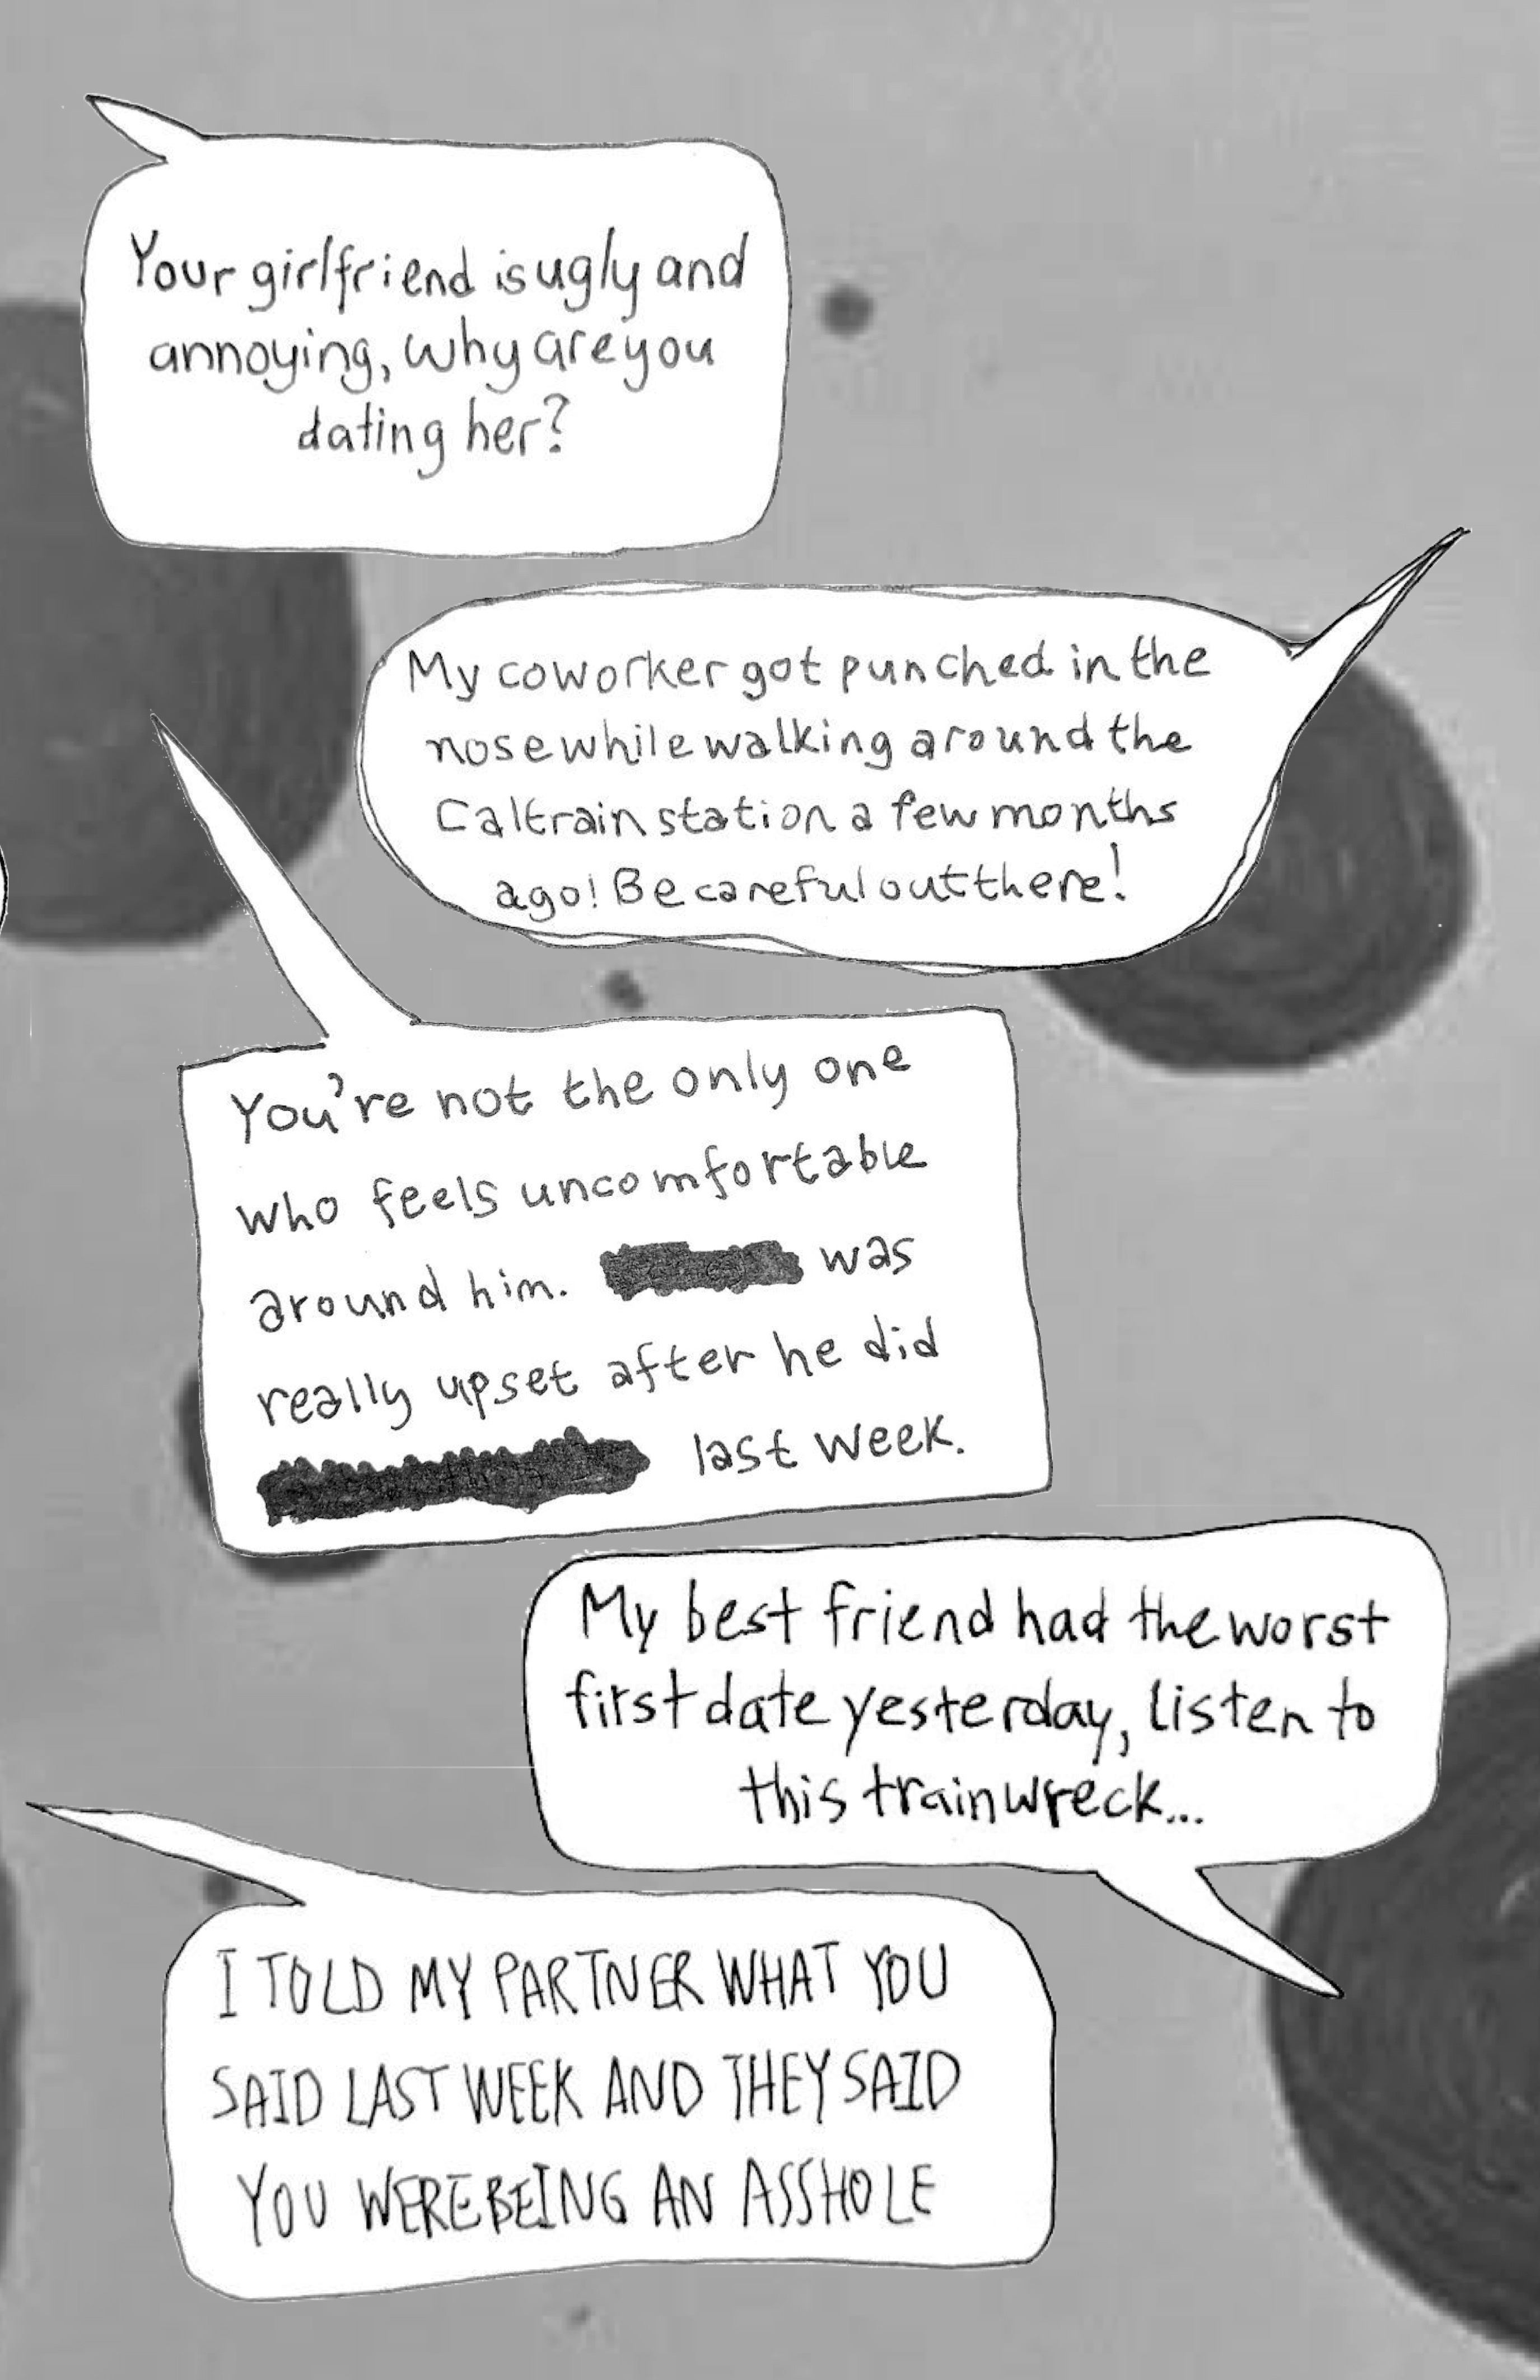 Your girlfriend is ugly and
annoying, why are you
dating her?
My coworker got punched in the
nose while walking around the
Caltrain station a few months
ago! Be careful out there!
You're not the only one
who feels uncomfortable
around him. was
really upset after he did
last week.
My best friend had the worst
first date yesterday, listen to
this trainwreck...
I TOLD MY PARTNER WHAT YOU
SAID LAST WEEK AND THEY SAID
YOU WERE BEING AN ASSHOLE